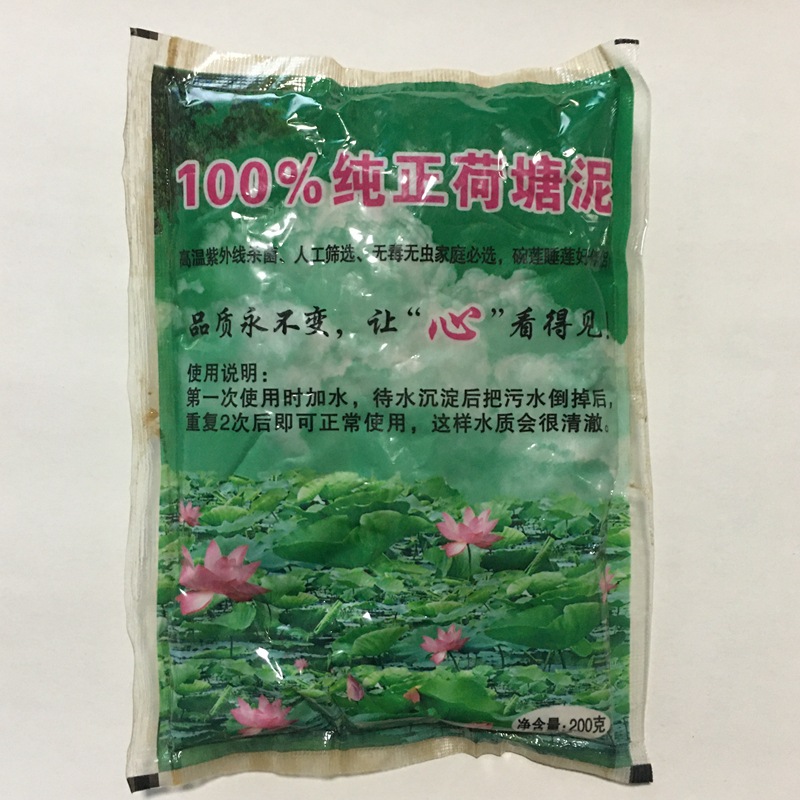 100%纯正荷塘泥
高温紫外线杀菌、人工筛选、无毒无虫家庭必选，碗莲睡莲
品质永不变，让“心”看得见!
使用说明：
第一次使用时加水，待水沉淀后把污水倒掉后，
重复2次后即可正常使用，这样水质会很清澈。
净含量：200克